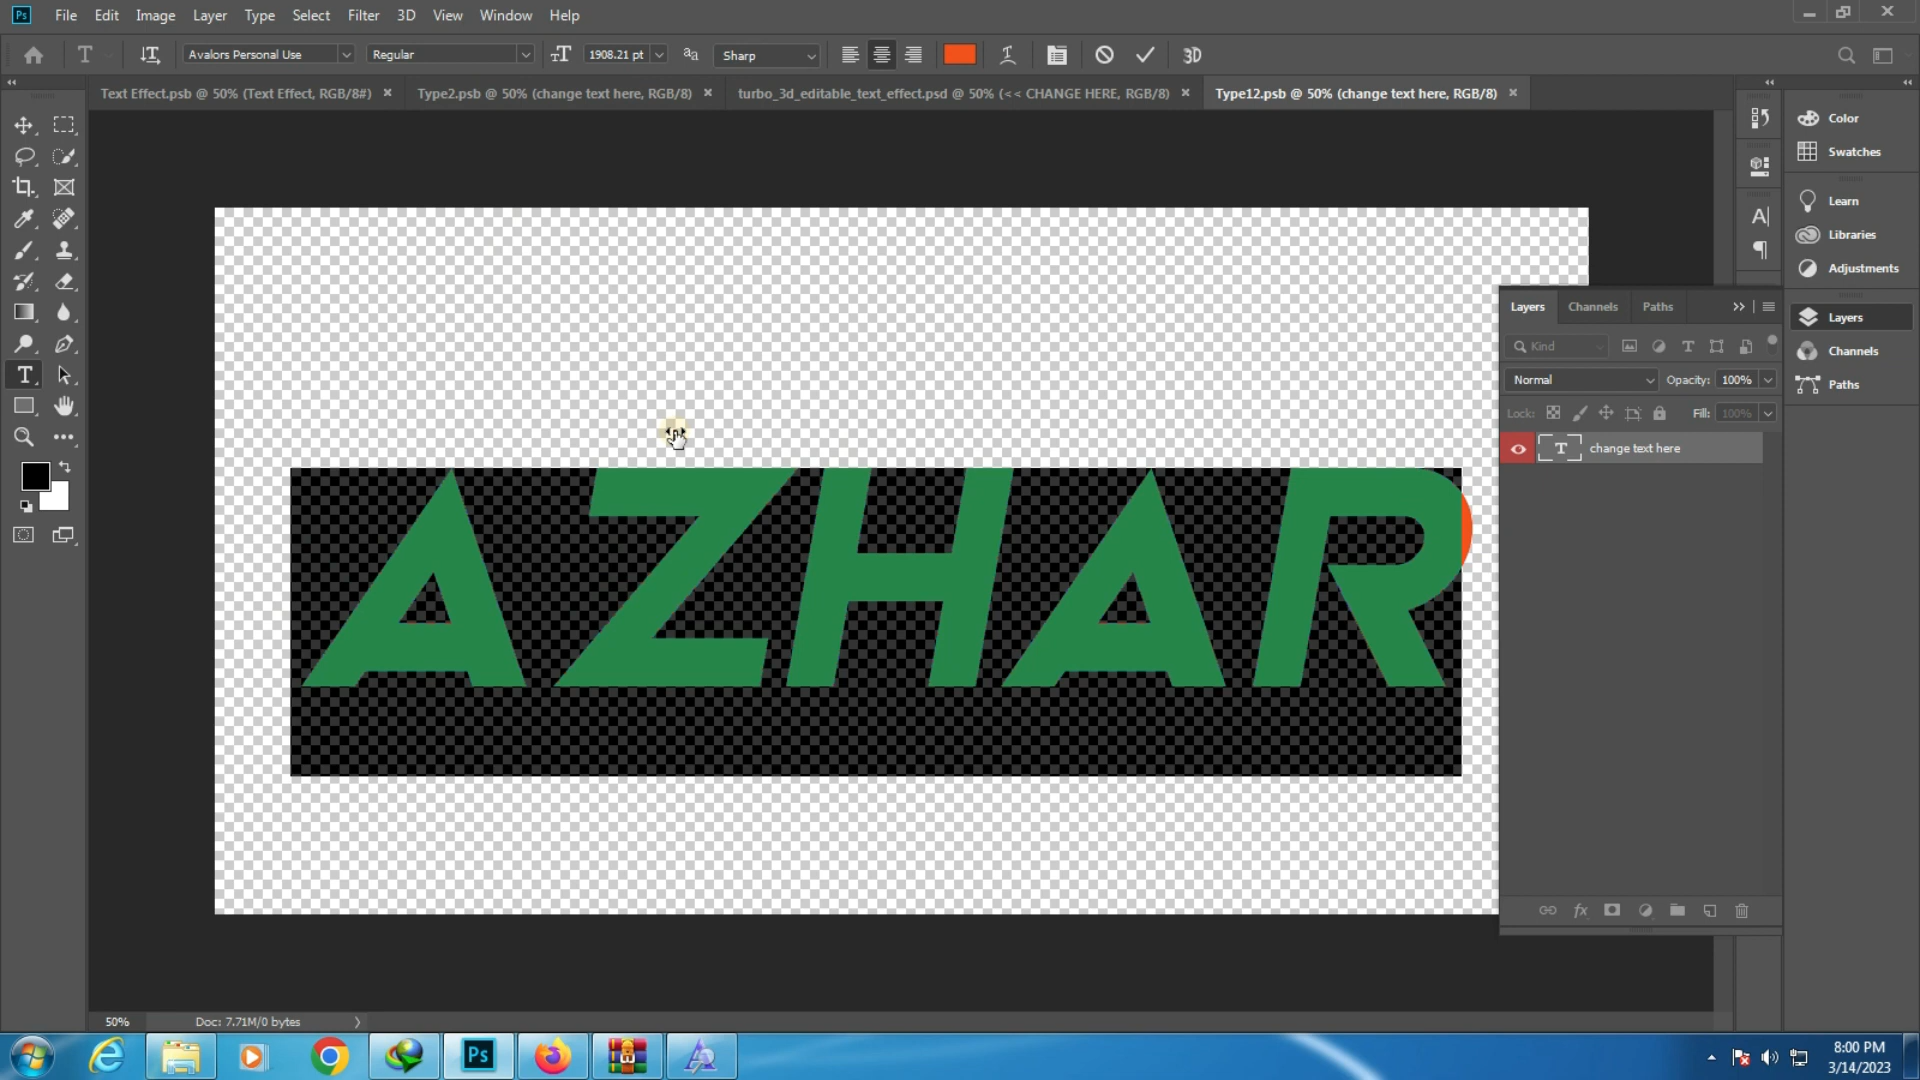 Ps File Edit Image Layer Type Select Filter 3D View Window Help
T Avalors Personal Use Regular 1908.21 pt Sharp 3D
Text Effect.psb @ 50% (Text Effect, RGB/8#) Type2.psb @ 50% (change text here, RGB/8) turbo_3d_editable_text_effect.psd @ 50% (<< CHANGE HERE, RGB/8) Type12.psb @ 50% (change text here, RGB/8)
Color
Swatches
Learn
Libraries
Adjustments
Layers
Channels
Paths
Layers Channels Paths
Kind
Normal Opacity: 100%
Lock: Fill: 100%
change text here
AZHAR
fx
50% Doc: 7.71M/0 bytes
Ps
8:00 PM
3/14/2023